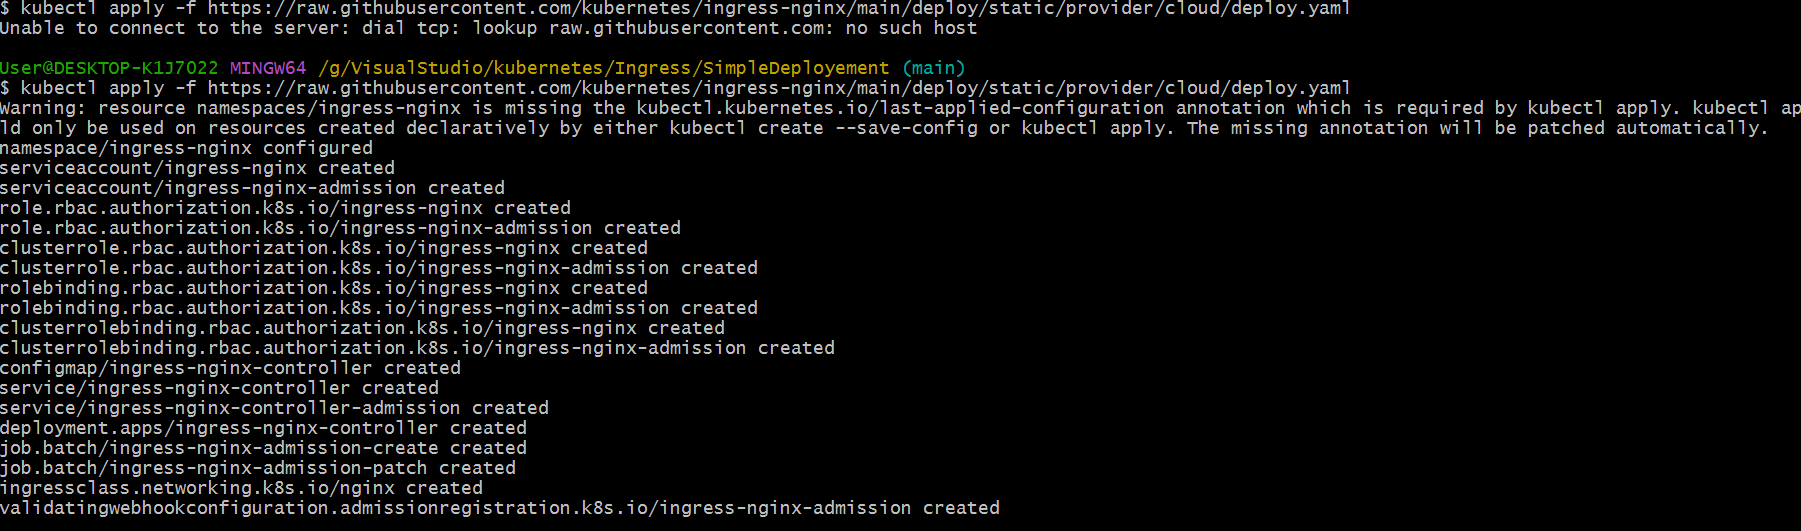 $ kubectl apply -f https://raw.githubusercontent.com/kubernetes/ingress-nginx/main/deploy/static/provider/cloud/deploy.yaml
Unable to connect to the server: dial tcp: lookup raw.githubusercontent.com: no such host
User@DESKTOP-K1J7022 MINGW64 /g/VisualStudio/kubernetes/Ingress/SimpleDeployement (main)
$ kubectl apply -f https://raw.githubusercontent.com/kubernetes/ingress-nginx/main/deploy/static/provider/cloud/deploy.yaml
Warning: resource namespaces/ingress-nginx is missing the kubectl.kubernetes.io/last-applied-configuration annotation which is required by kubectl apply. kubectl ap
ld only be used on resources created declaratively by either kubectl create --save-config or kubectl apply. The missing annotation will be patched automatically.
namespace/ingress-nginx configured
serviceaccount/ingress-nginx created
serviceaccount/ingress-nginx-admission created
role.rbac.authorization.k8s.io/ingress-nginx created
role.rbac.authorization.k8s.io/ingress-nginx-admission created
clusterrole.rbac.authorization.k8s.io/ingress-nginx created
clusterrole.rbac.authorization.k8s.io/ingress-nginx-admission created
rolebinding.rbac.authorization.k8s.io/ingress-nginx created
rolebinding.rbac.authorization.k8s.io/ingress-nginx-admission created
clusterrolebinding.rbac.authorization.k8s.io/ingress-nginx created
clusterrolebinding.rbac.authorization.k8s.io/ingress-nginx-admission created
configmap/ingress-nginx-controller created
service/ingress-nginx-controller created
service/ingress-nginx-controller-admission created
deployment.apps/ingress-nginx-controller created
job.batch/ingress-nginx-admission-create created
job.batch/ingress-nginx-admission-patch created
ingressclass.networking.k8s.io/nginx created
validatingwebhookconfiguration.admissionregistration.k8s.io/ingress-nginx-admission created